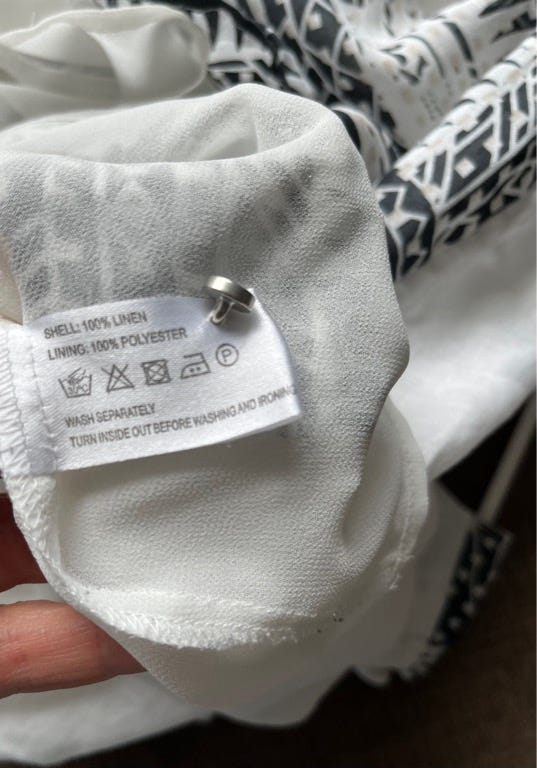 SHELL: 100% LINEN
LINING: 100% POLYESTER
P
WASH SEPARATELY
TURN INSIDE OUT BEFORE WASHING AND IRONING